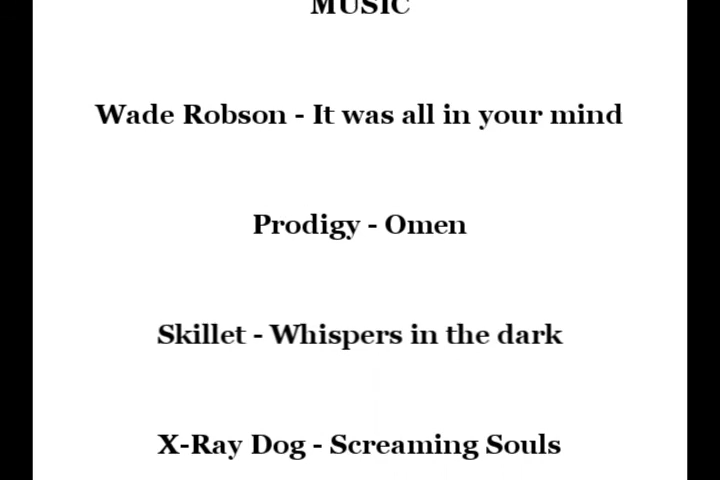 MUSIC
Wade Robson - It was all in your mind
Prodigy - Omen
Skillet - Whispers in the dark
X-Ray Dog - Screaming Souls